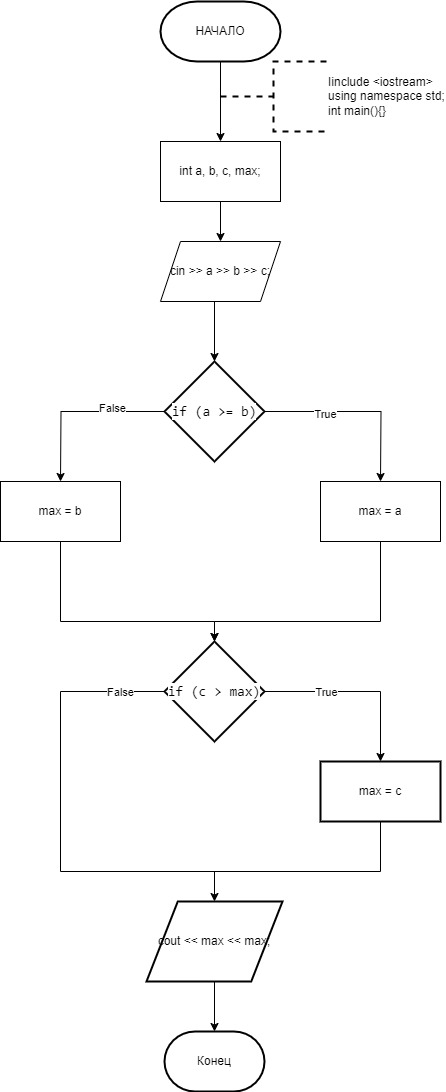 НАЧАЛО
Iinclude <iostream>
using namespace std;
int main(){}
int a, b, c, max;
cin >> a >> b >> c;
if (a >= b)
False
True
max = b
max = a
if (c > max)
False
True
max = c
cout << max << max;
Конец